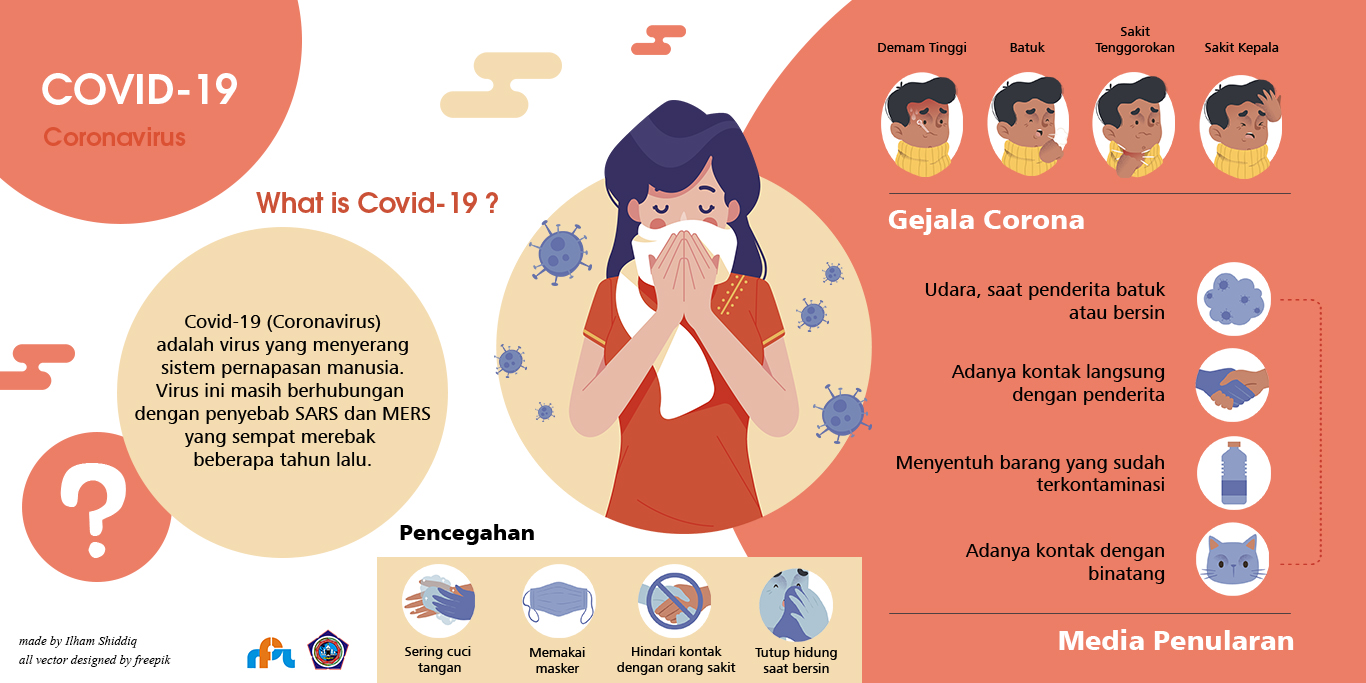 COVID-19
Coronavirus
What is Covid-19 ?
Covid-19 (Coronavirus)
adalah virus yang menyerang
sistem pernapasan manusia.
Virus ini masih berhubungan
dengan penyebab SARS dan MERS
yang sempat merebak
beberapa tahun lalu.
?
Pencegahan
Sering cuci
tangan
Memakai
masker
Hindari kontak
dengan orang sakit
Tutup hidung
saat bersin
Demam Tinggi
Batuk
Sakit
Tenggorokan
Sakit Kepala
Gejala Corona
Udara, saat penderita batuk
atau bersin
Adanya kontak langsung
dengan penderita
Menyentuh barang yang sudah
terkontaminasi
Adanya kontak dengan
binatang
Media Penularan
made by Ilham Shiddiq
all vector designed by freepik